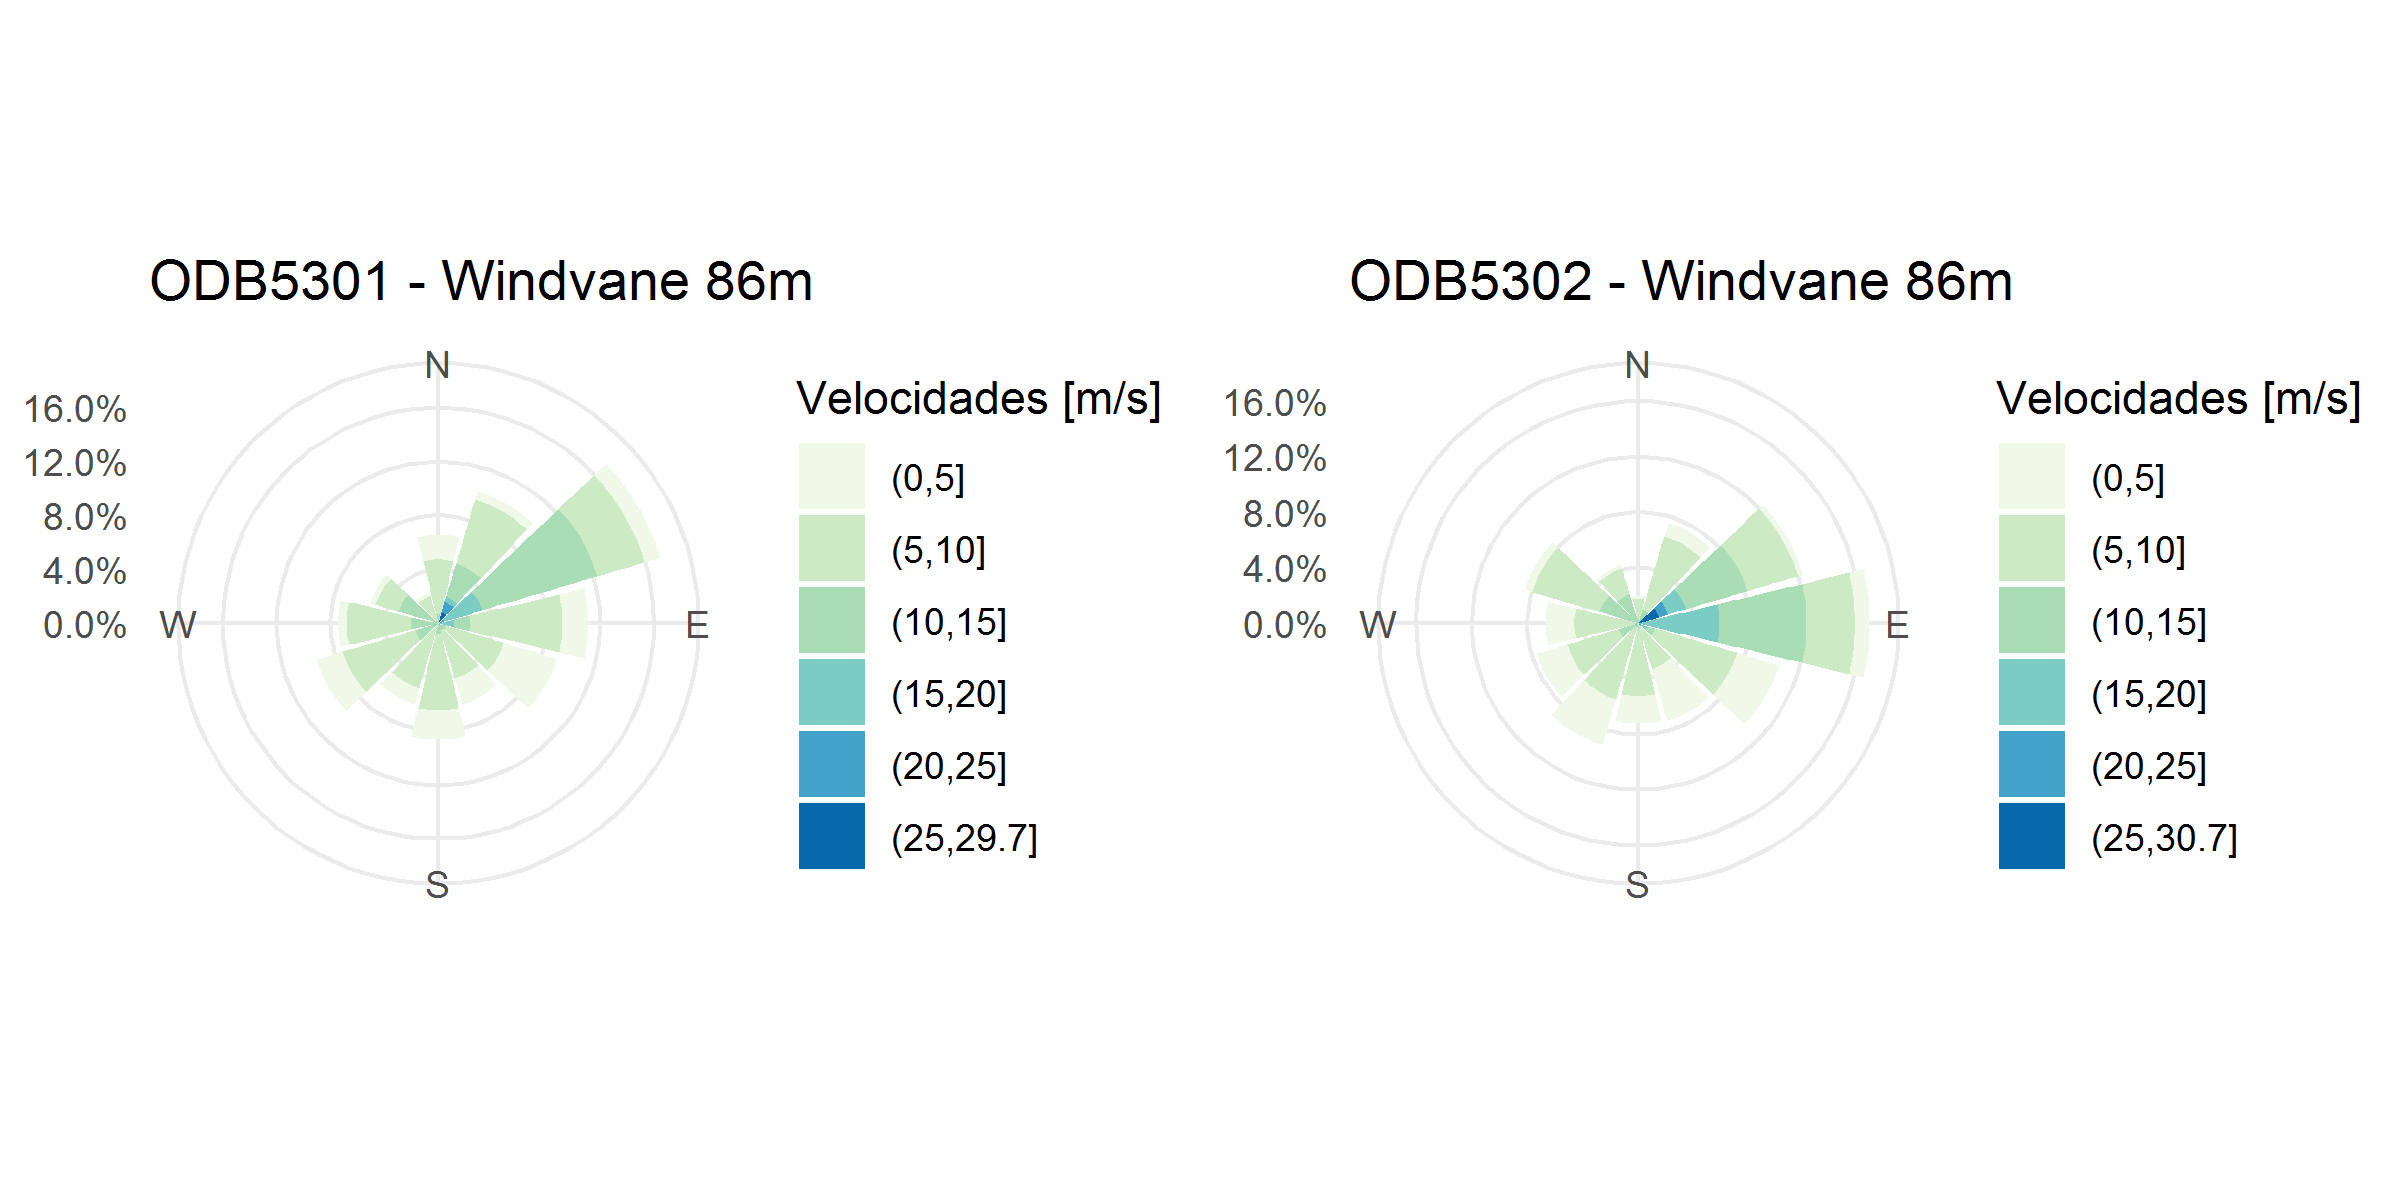 ODB5301 - Windvane 86m
N
16.0%
12.0%
8.0%
4.0%
0.0%
W
E
S
Velocidades [m/s]
(0,5]
(5,10]
(10,15]
(15,20]
(20,25]
(25,29.7]
ODB5302 - Windvane 86m
N
16.0%
12.0%
8.0%
4.0%
0.0%
W
E
S
Velocidades [m/s]
(0,5]
(5,10]
(10,15]
(15,20]
(20,25]
(25,30.7]